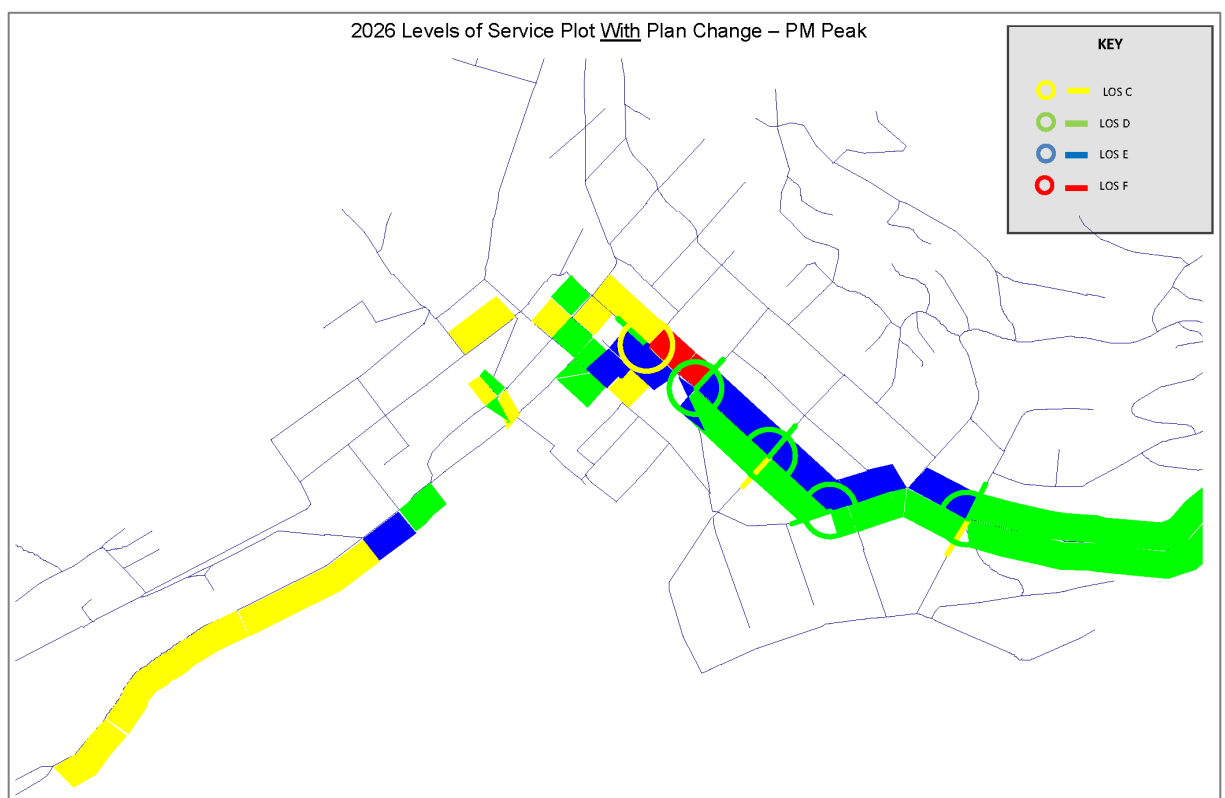 2026 Levels of Service Plot With Plan Change – PM Peak
KEY
LOS C
LOS D
LOS E
LOS F